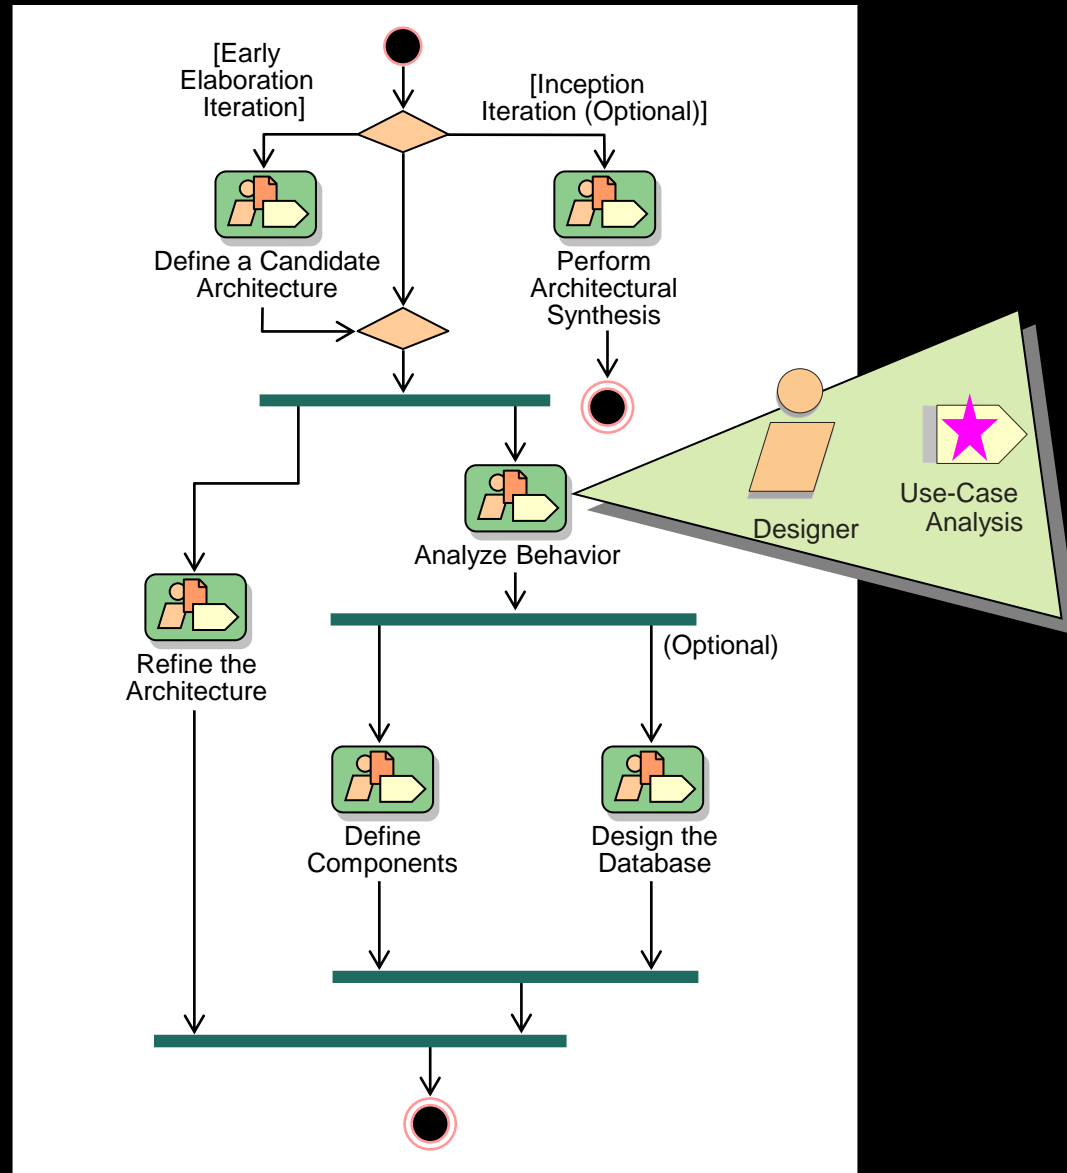 [Early
Elaboration
Iteration]
[Inception
Iteration (Optional)]
Define a Candidate
Architecture
Perform
Architectural
Synthesis
Use-Case
Analysis
Designer
Analyze Behavior
(Optional)
Refine the
Architecture
Define
Components
Design the
Database